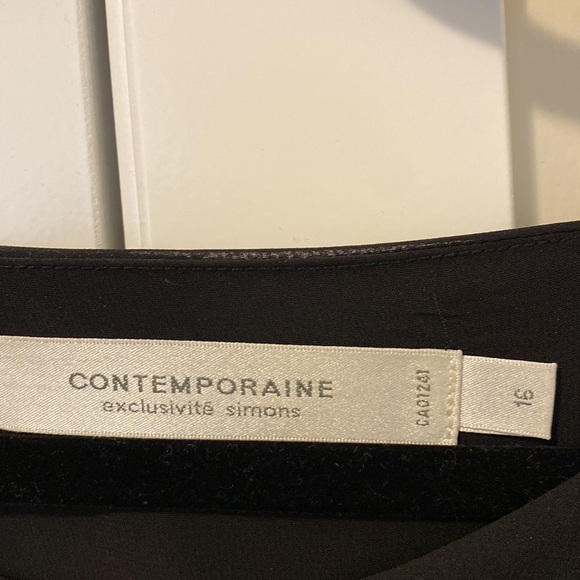 CONTEMPORAINE
exclusivité simons
CA01241
16